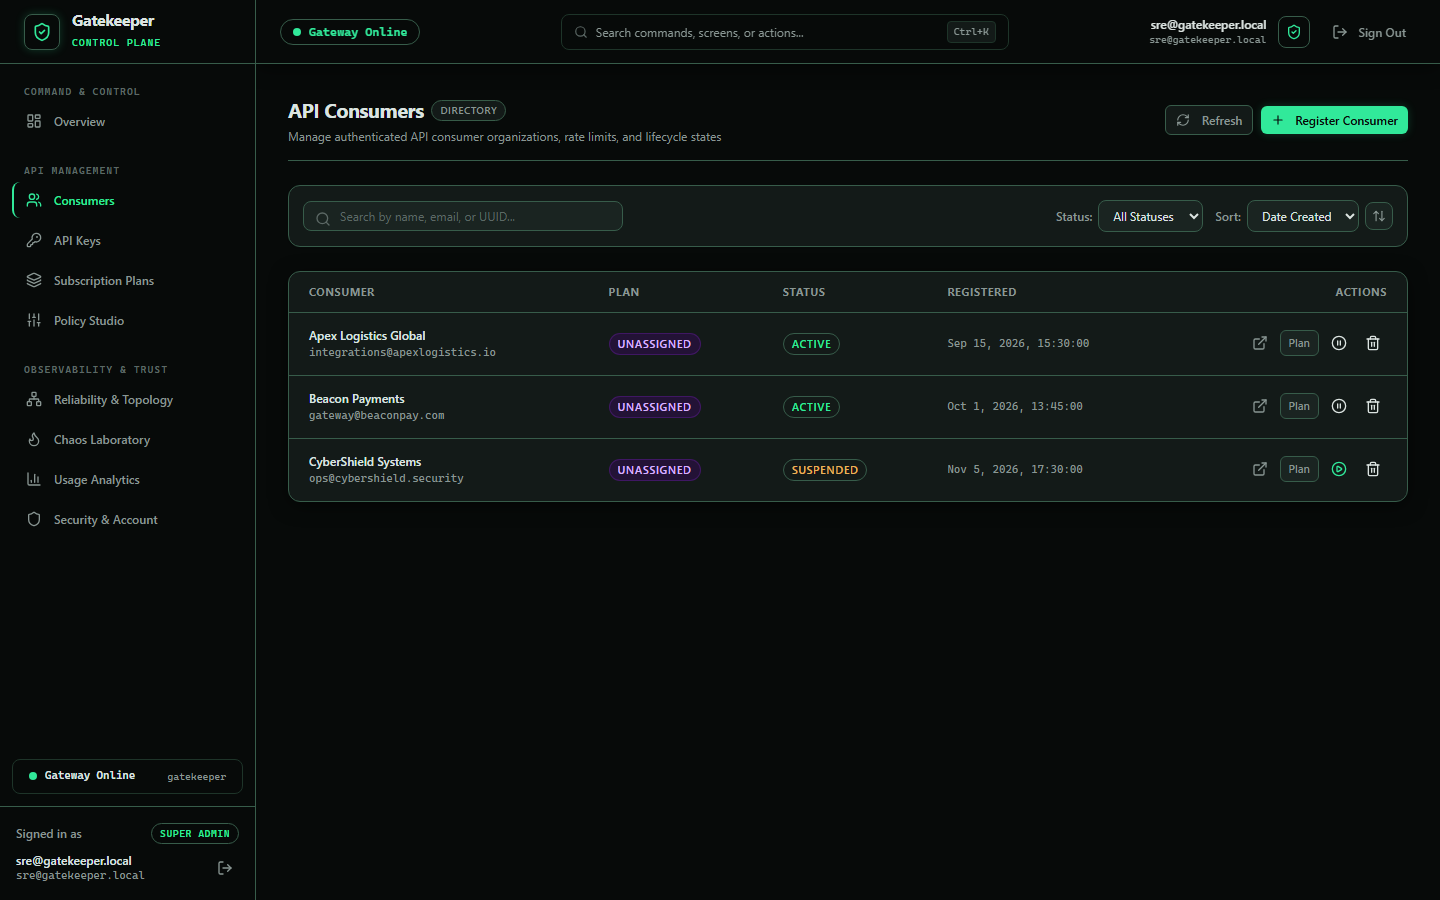 Gatekeeper
CONTROL PLANE
Gateway Online
Search commands, screens, or actions...
Ctrl+K
sre@gatekeeper.local
sre@gatekeeper.local
Sign Out
COMMAND & CONTROL
Overview
API MANAGEMENT
Consumers
API Keys
Subscription Plans
Policy Studio
OBSERVABILITY & TRUST
Reliability & Topology
Chaos Laboratory
Usage Analytics
Security & Account
Gateway Online gatekeeper
Signed in as SUPER ADMIN
sre@gatekeeper.local
sre@gatekeeper.local
API Consumers DIRECTORY
Manage authenticated API consumer organizations, rate limits, and lifecycle states
Refresh
Register Consumer
Search by name, email, or UUID...
Status: All Statuses
Sort: Date Created
CONSUMER PLAN STATUS REGISTERED ACTIONS
Apex Logistics Global
integrations@apexlogistics.io
UNASSIGNED ACTIVE Sep 15, 2026, 15:30:00 Plan
Beacon Payments
gateway@beaconpay.com
UNASSIGNED ACTIVE Oct 1, 2026, 13:45:00 Plan
CyberShield Systems
ops@cybershield.security
UNASSIGNED SUSPENDED Nov 5, 2026, 17:30:00 Plan